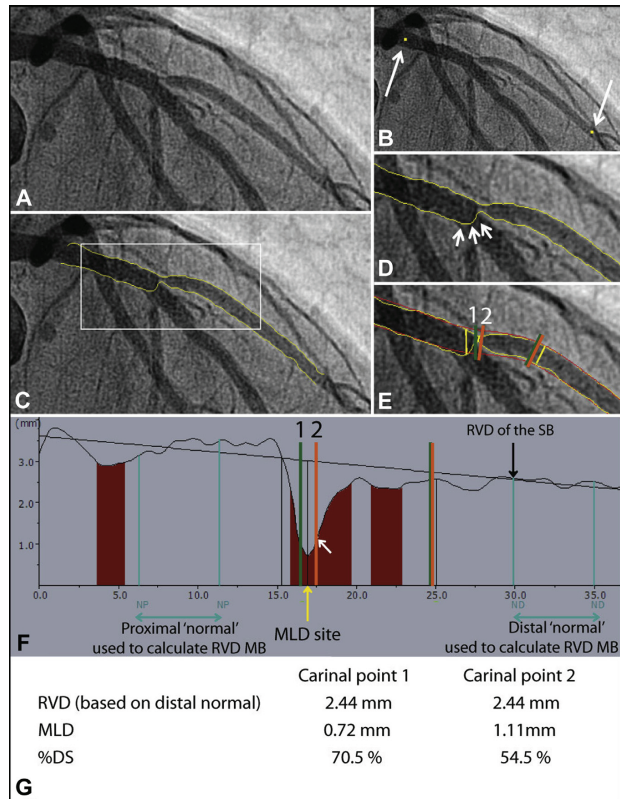 A
B
C
D
12
E
(mm)
3.0
2.0
1.0
1 2
RVD of the SB
0.0 5.0 10.0 15.0 20.0 25.0 30.0 35.0
NP NP ND ND
Proximal 'normal'
used to calculate RVD MB
MLD site
Distal 'normal'
used to calculate RVD MB
F
Carinal point 1 Carinal point 2
RVD (based on distal normal) 2.44 mm 2.44 mm
MLD 0.72 mm 1.11mm
%DS 70.5 % 54.5 %
G